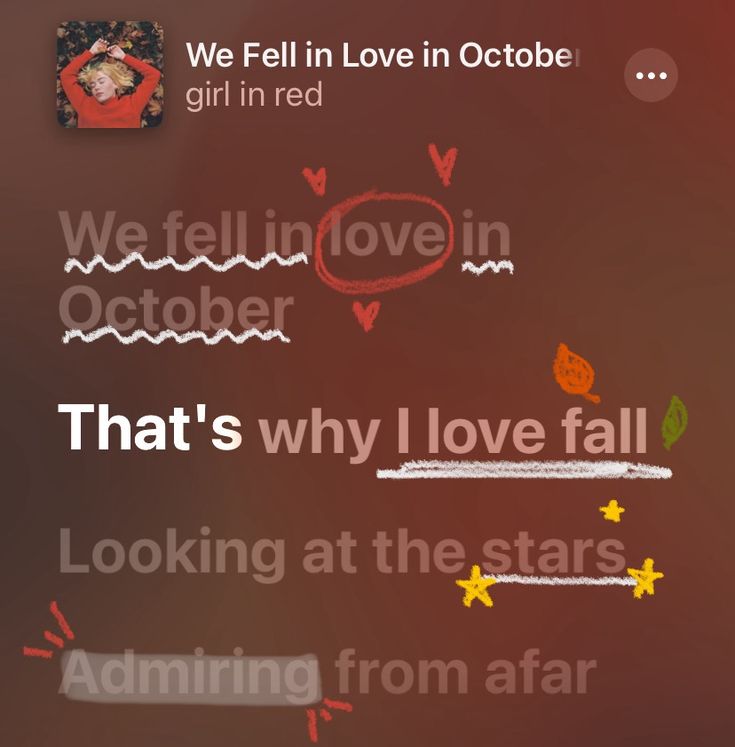 We Fell in Love in October
girl in red
We fell in love in
October
That's why I love fall
Looking at the stars
Admiring from afar